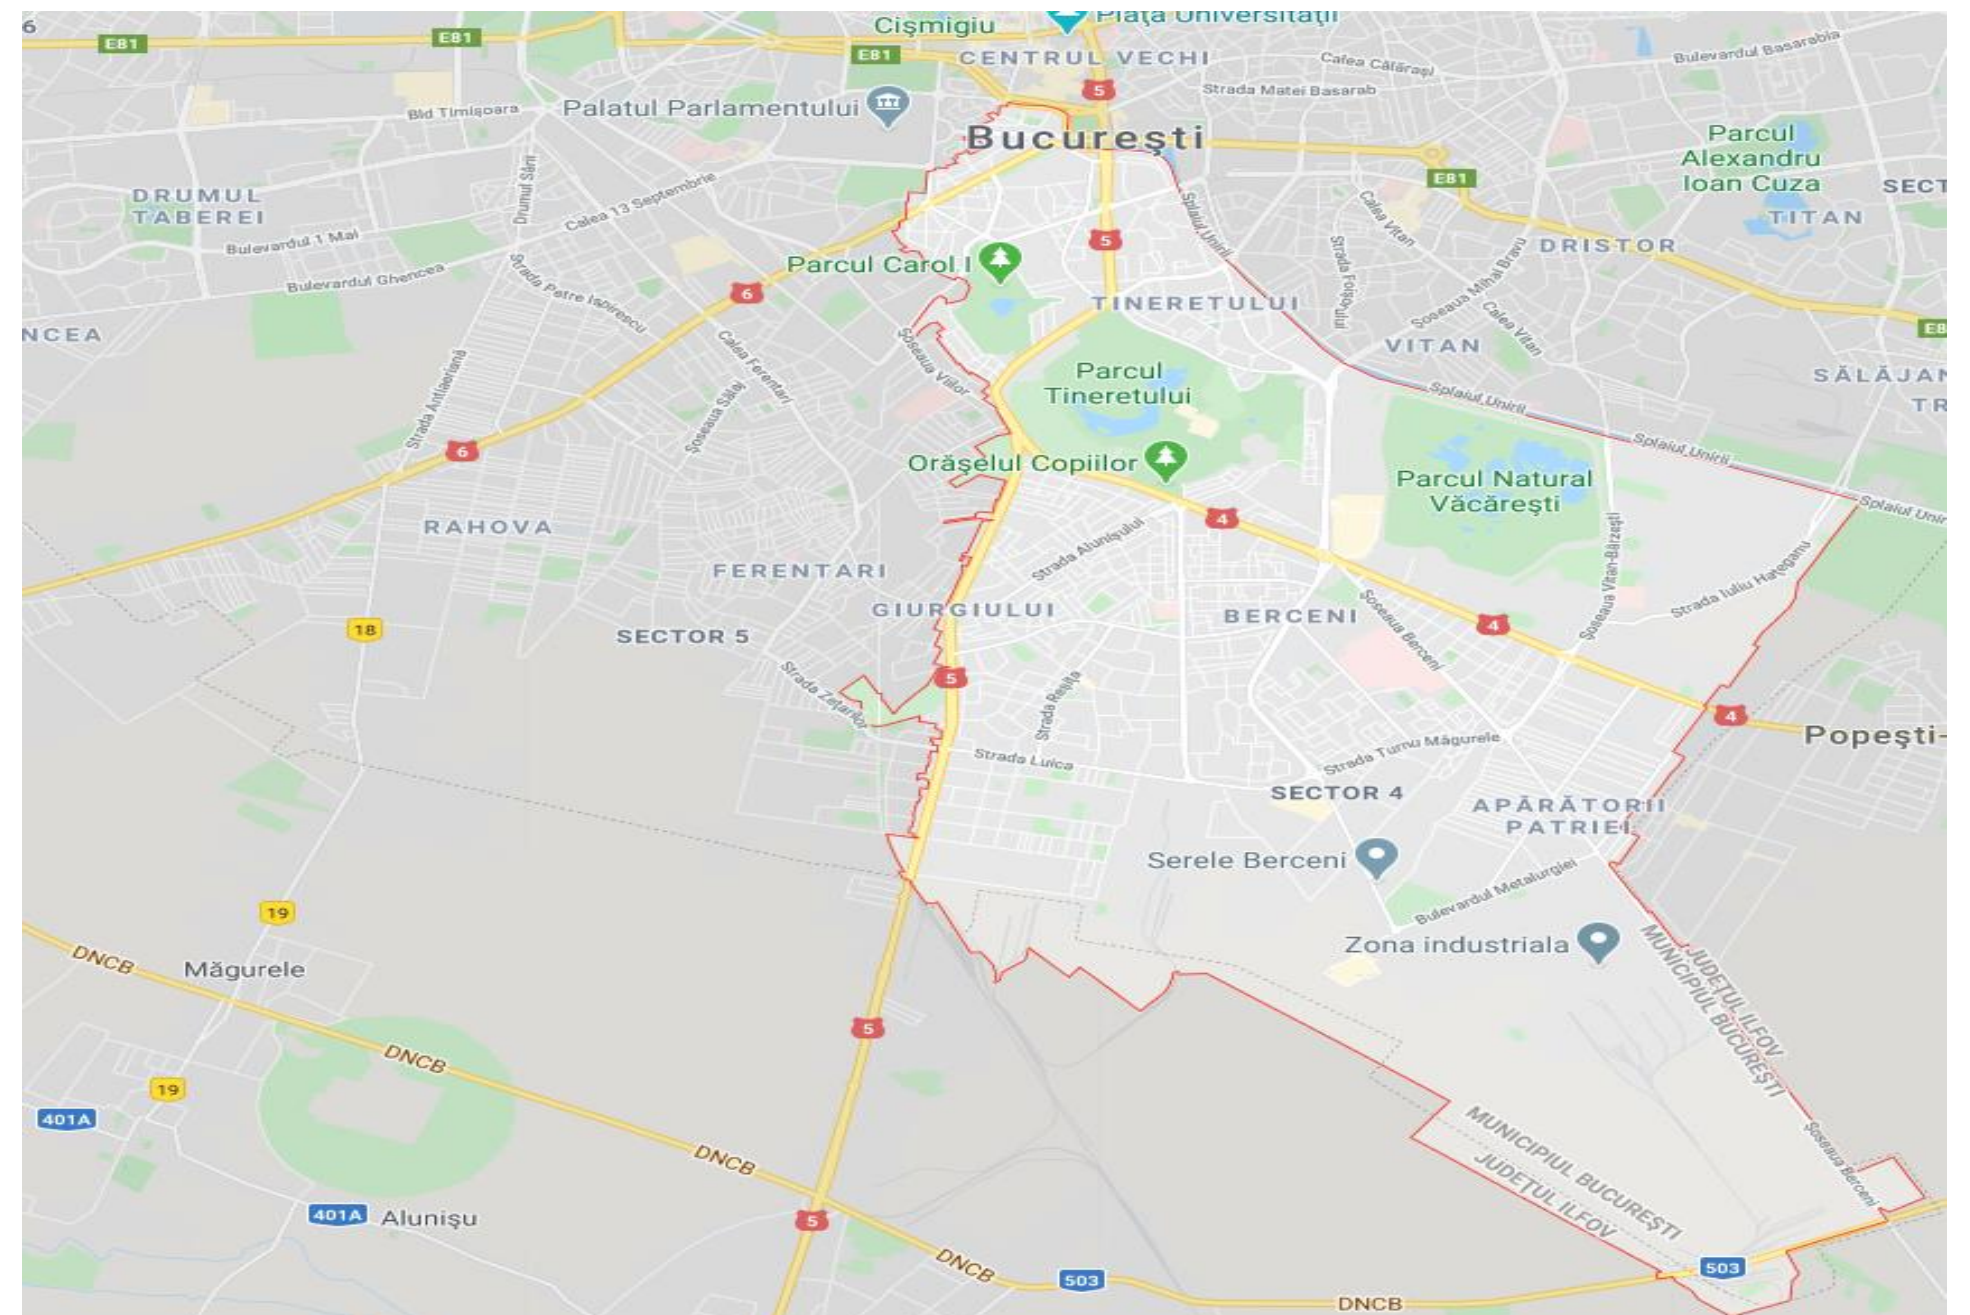 6
E81
E81
Cişmigiu
Piaţa Universităţii
E81
CENTRUL VECHI
Calea Călăraşi
Bulevardul Basarabia
5
Strada Matei Basarab
Bld Timişoara
Palatul Parlamentului
Bucureşti
Parcul
Alexandru
Ioan Cuza
E81
SECT
DRUMUL
TABEREI
Drumul Sării
Calea 13 Septembrie
Bulevardul 1 Mai
Splaiul Unirii
Calea Vitan
TITAN
DRISTOR
5
Bulevardul Ghencea
Strada Petre Ispirescu
Parcul Carol I
6
TINERETULUI
Strada Foişorului
Şoseaua Mihai Bravu
Calea Vitan
NCEA
E8
VITAN
Şoseaua Viilor
Calea Ferentari
Strada Antiaeriană
Şoseaua Sălaj
Parcul
Tineretului
Splaiul Unirii
SĂLĂJAN
TR
6
Orăşelul Copiilor
Splaiul Unirii
Parcul Natural
Văcăreşti
Splaiul Unir
RAHOVA
4
Strada Alunişului
FERENTARI
Şoseaua Vitan-Bârzeşti
Strada Iuliu Haţeganu
GIURGIULUI
BERCENI
Şoseaua Berceni
4
18
SECTOR 5
Strada Zeţarilor
5
Strada Reşiţa
4
Popeşti-
Strada Luica
Strada Turnu Măgurele
SECTOR 4
APĂRĂTORII
PATRIEI
Serele Berceni
Bulevardul Metalurgiei
19
Zona industriala
DNCB
Măgurele
JUDEŢUL ILFOV
MUNICIPIUL BUCUREŞTI
5
DNCB
19
401A
MUNICIPIUL BUCUREŞTI
JUDEŢUL ILFOV
Şoseaua Berceni
DNCB
401A
Alunişu
5
DNCB
503
503
DNCB